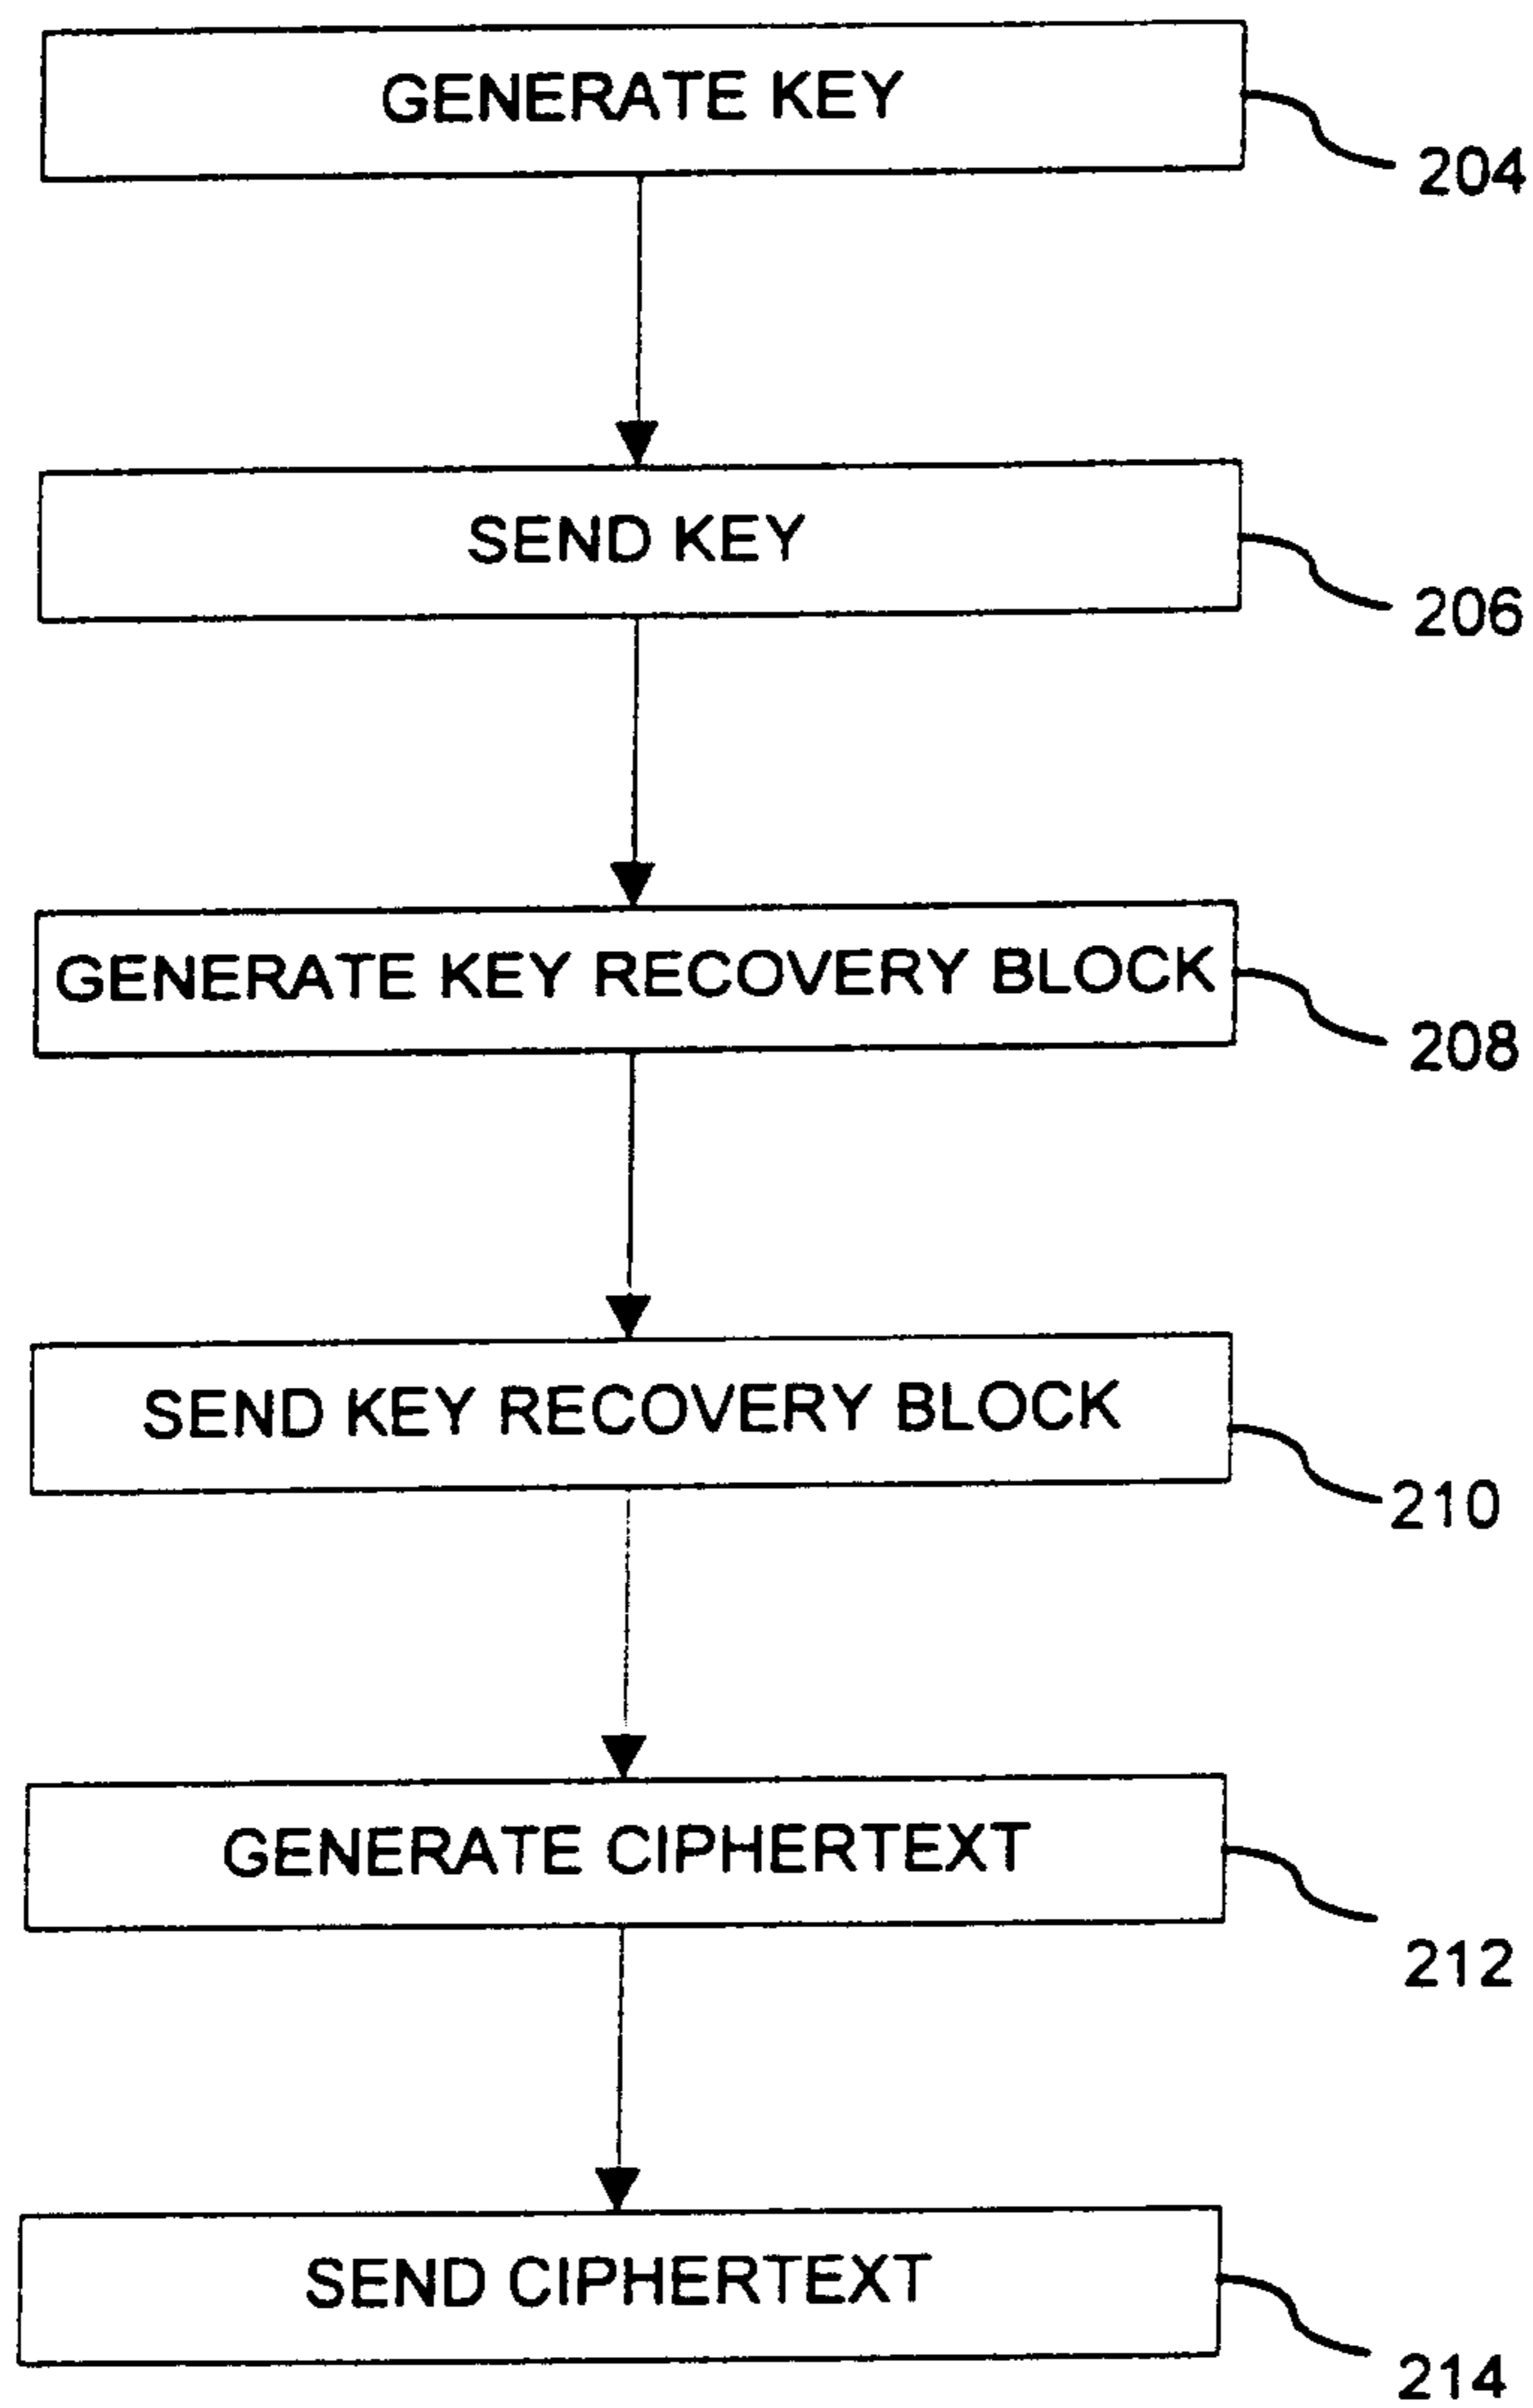 GENERATE KEY
204
SEND KEY
206
GENERATE KEY RECOVERY BLOCK
208
SEND KEY RECOVERY BLOCK
210
GENERATE CIPHERTEXT
212
SEND CIPHERTEXT
214